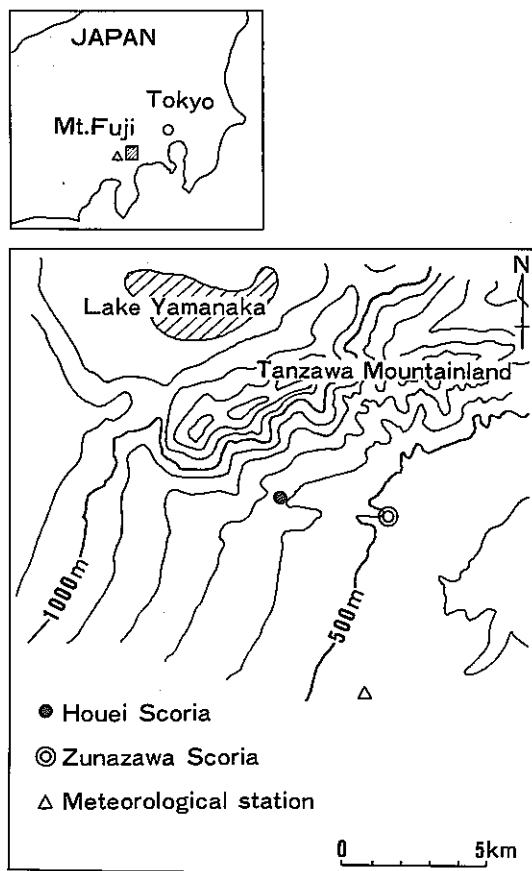 JAPAN
Tokyo
Mt.Fuji
N
Lake Yamanaka
Tanzawa Mountainland
1000m
500m
Houei Scoria
Zunazawa Scoria
Meteorological station
0 5km